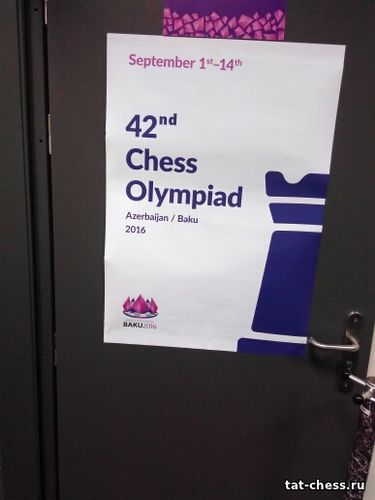 September 1st–14th
42nd
Chess
Olympiad
Azerbaijan / Baku
2016
BAKU2016
tat-chess.ru